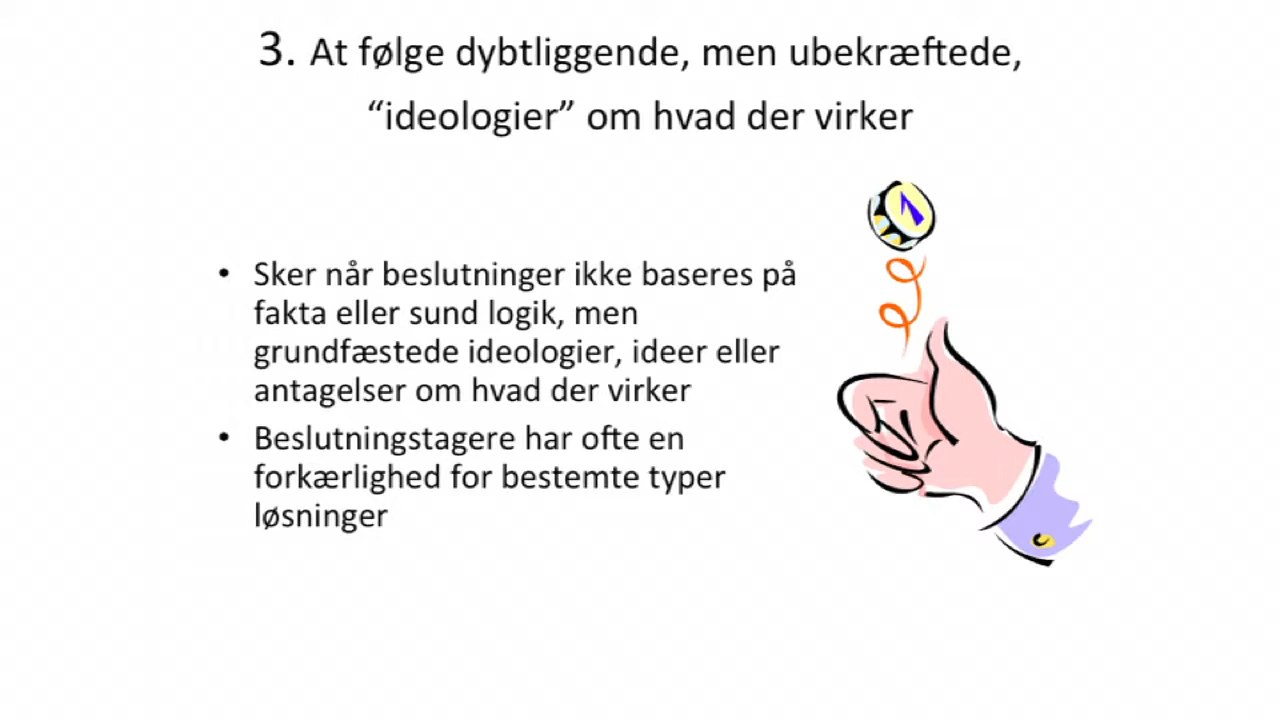 3. At følge dybtliggende, men ubekræftede,
“ideologier” om hvad der virker
• Sker når beslutninger ikke baseres på
fakta eller sund logik, men
grundfæstede ideologier, ideer eller
antagelser om hvad der virker
• Beslutningstagere har ofte en
forkærlighed for bestemte typer
løsninger